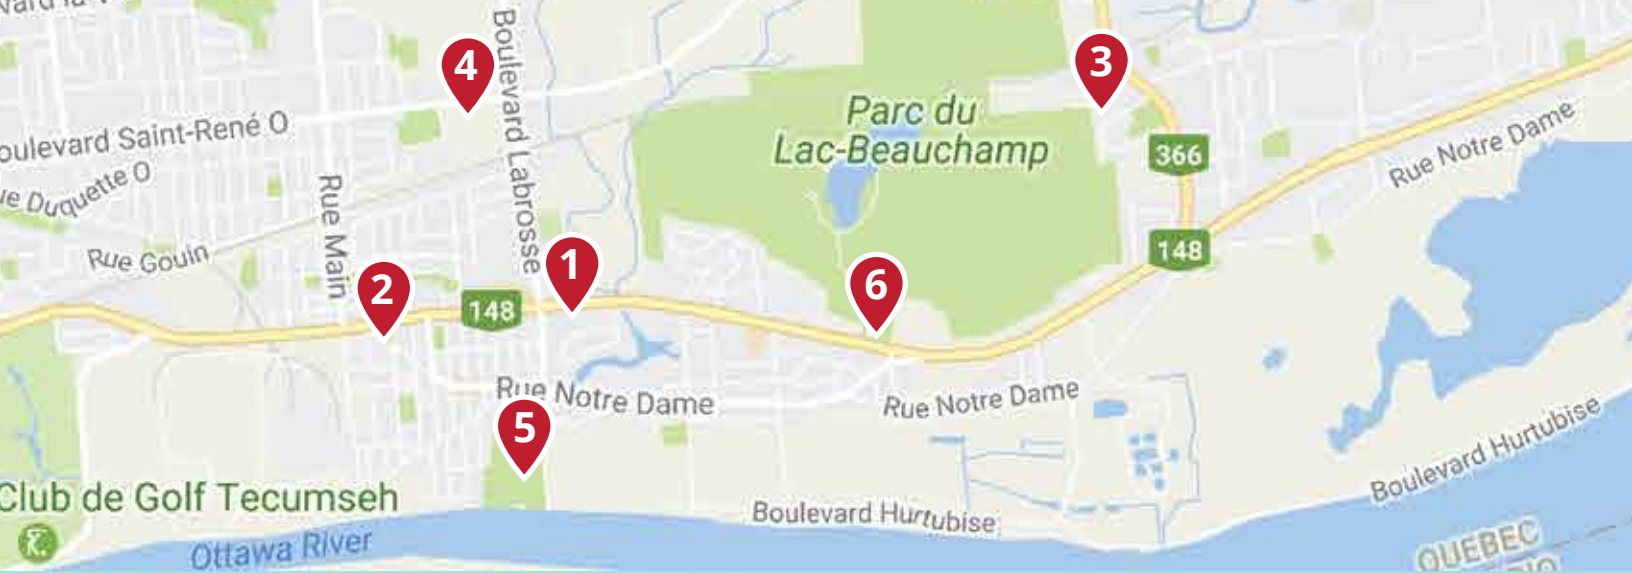 Boulevard Labrosse
4
3
Parc du
Lac-Beauchamp
366
Rue Notre Dame
oulevard Saint-René O
ue Duquette O
Rue Main
Rue Gouin
148
1
2
148
6
Rue Notre Dame
Rue Notre Dame
5
Boulevard Hurtubise
Club de Golf Tecumseh
Boulevard Hurtubise
Ottawa River
QUEBEC